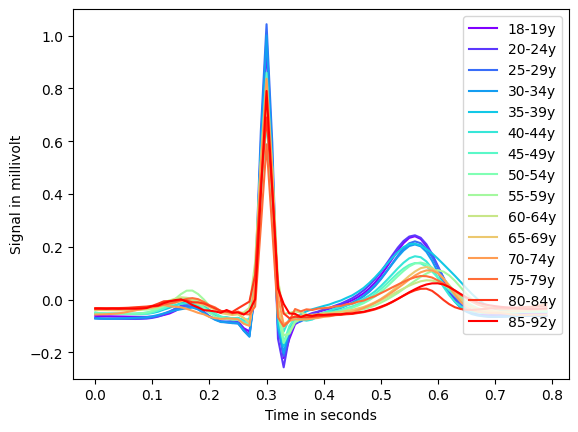 Signal in millivolt
1.0
0.8
0.6
0.4
0.2
0.0
−0.2
0.0 0.1 0.2 0.3 0.4 0.5 0.6 0.7 0.8
Time in seconds
18-19y
20-24y
25-29y
30-34y
35-39y
40-44y
45-49y
50-54y
55-59y
60-64y
65-69y
70-74y
75-79y
80-84y
85-92y